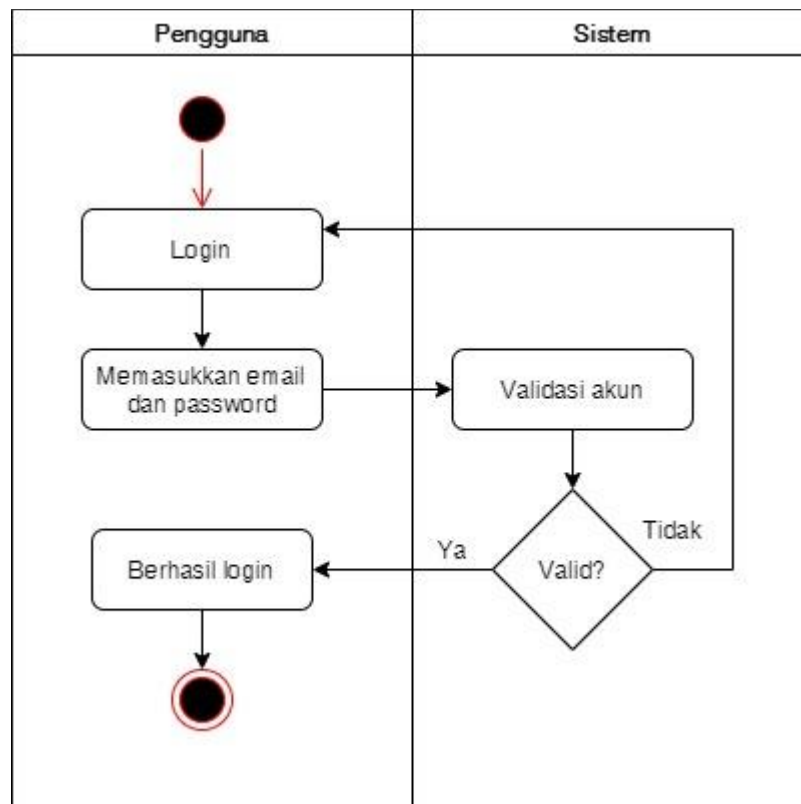 Pengguna
Sistem
Login
Memasukkan email
dan password
Validasi akun
Berhasil login
Ya
Valid?
Tidak